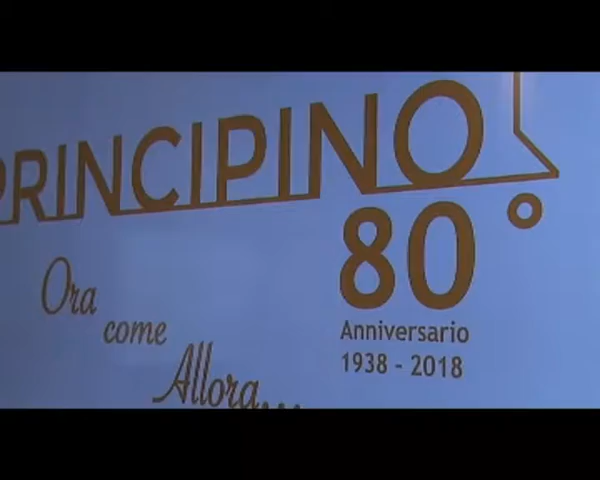 PRINCIPINO
80°
Ora
come
Allora...
Anniversario
1938 - 2018